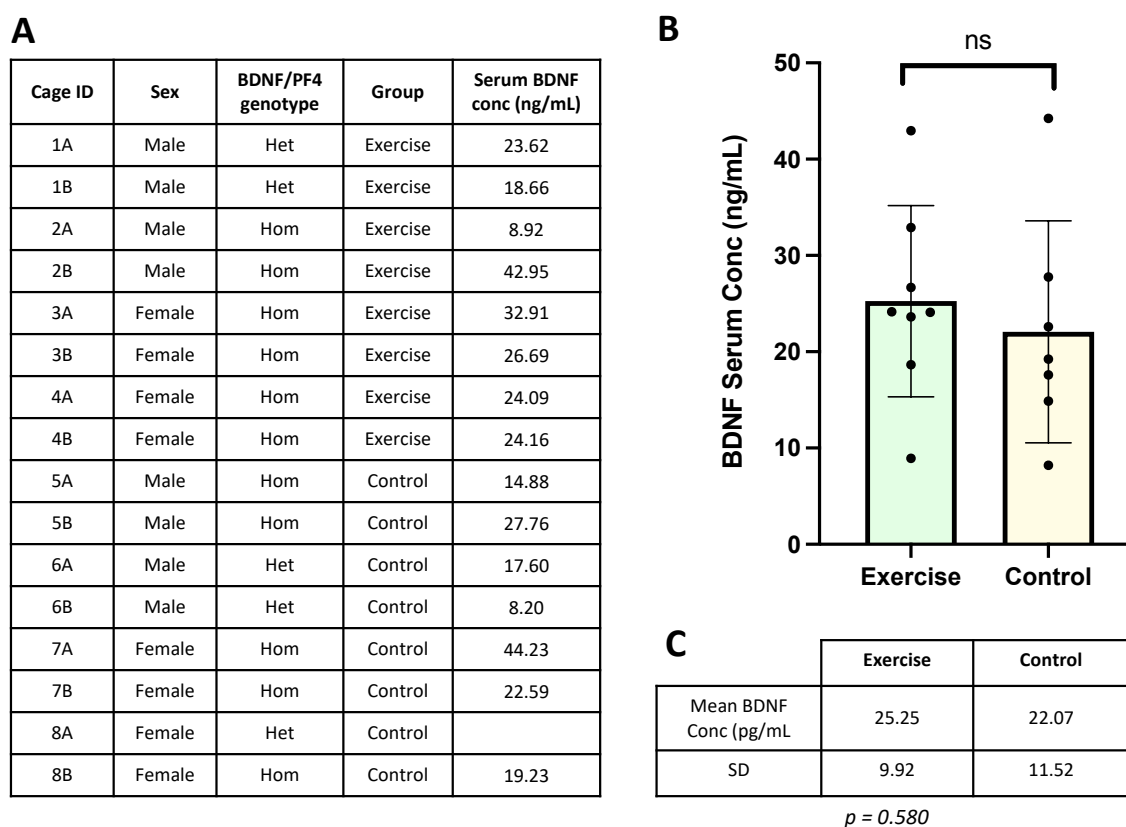 A
Cage ID Sex BDNF/PF4 genotype Group Serum BDNF conc (ng/mL)
1A Male Het Exercise 23.62
1B Male Het Exercise 18.66
2A Male Hom Exercise 8.92
2B Male Hom Exercise 42.95
3A Female Hom Exercise 32.91
3B Female Hom Exercise 26.69
4A Female Hom Exercise 24.09
4B Female Hom Exercise 24.16
5A Male Hom Control 14.88
5B Male Hom Control 27.76
6A Male Het Control 17.60
6B Male Het Control 8.20
7A Female Hom Control 44.23
7B Female Hom Control 22.59
8A Female Het Control
8B Female Hom Control 19.23
B
ns
BDNF Serum Conc (ng/mL)
50
40
30
20
10
0
Exercise Control
C
Exercise Control
Mean BDNF Conc (pg/mL 25.25 22.07
SD 9.92 11.52
p = 0.580